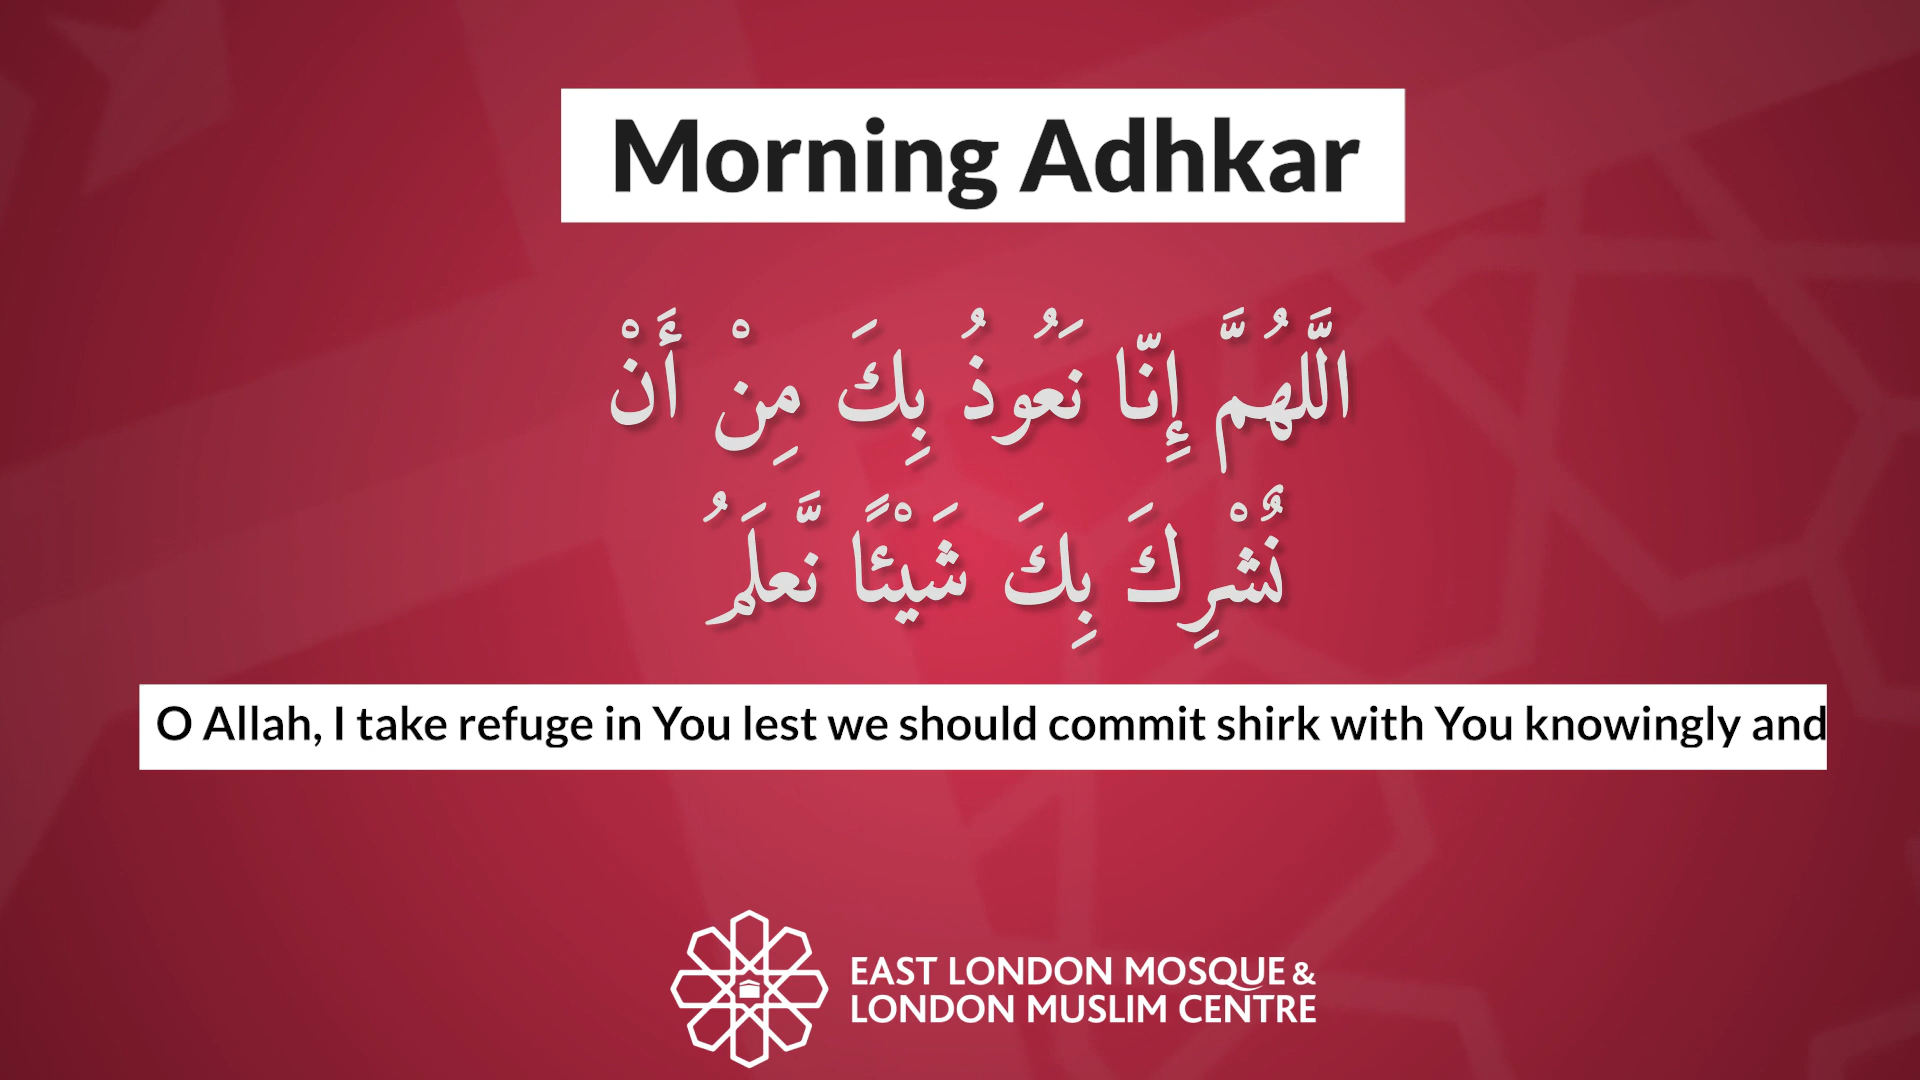 Morning Adhkar
اللَّهُمَّ إِنّا نَعُوذُ بِكَ مِنْ أَنْ
نٌشْرِكَ بِكَ شَيْئًا نَّعلَمُ
O Allah, I take refuge in You lest we should commit shirk with You knowingly and
EAST LONDON MOSQUE &
LONDON MUSLIM CENTRE